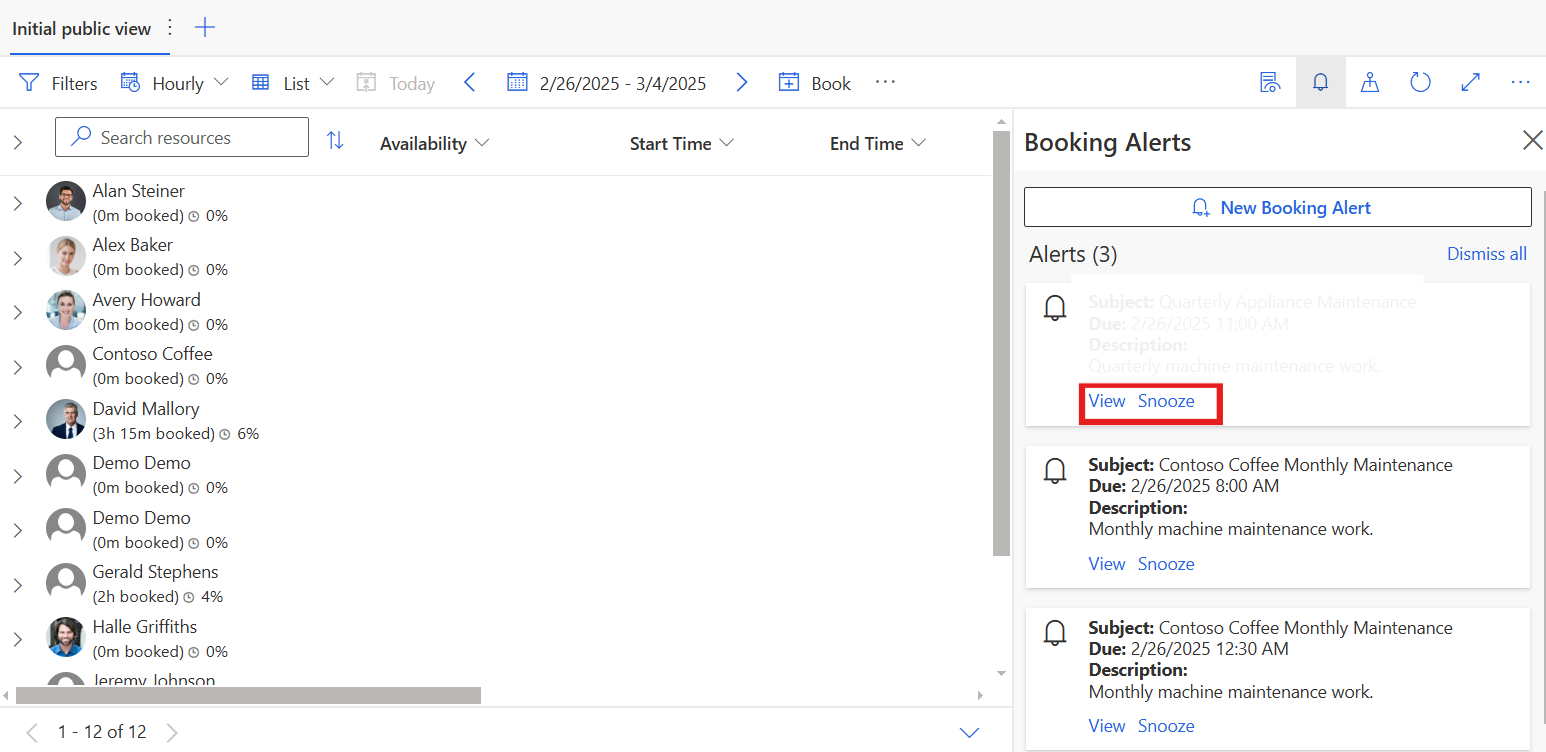 Initial public view
Filters Hourly List Today 2/26/2025 - 3/4/2025 Book
Search resources Availability Start Time End Time
Alan Steiner
(0m booked) 0%
Alex Baker
(0m booked) 0%
Avery Howard
(0m booked) 0%
Contoso Coffee
(0m booked) 0%
David Mallory
(3h 15m booked) 6%
Demo Demo
(0m booked) 0%
Demo Demo
(0m booked) 0%
Gerald Stephens
(2h booked) 4%
Halle Griffiths
(0m booked) 0%
Jeremy Johnson
1 - 12 of 12
Booking Alerts
New Booking Alert
Alerts (3) Dismiss all
Subject: Quarterly Appliance Maintenance
Due: 2/26/2025 11:00 AM
Description:
Quarterly machine maintenance work.
View Snooze
Subject: Contoso Coffee Monthly Maintenance
Due: 2/26/2025 8:00 AM
Description:
Monthly machine maintenance work.
View Snooze
Subject: Contoso Coffee Monthly Maintenance
Due: 2/26/2025 12:30 AM
Description:
Monthly machine maintenance work.
View Snooze